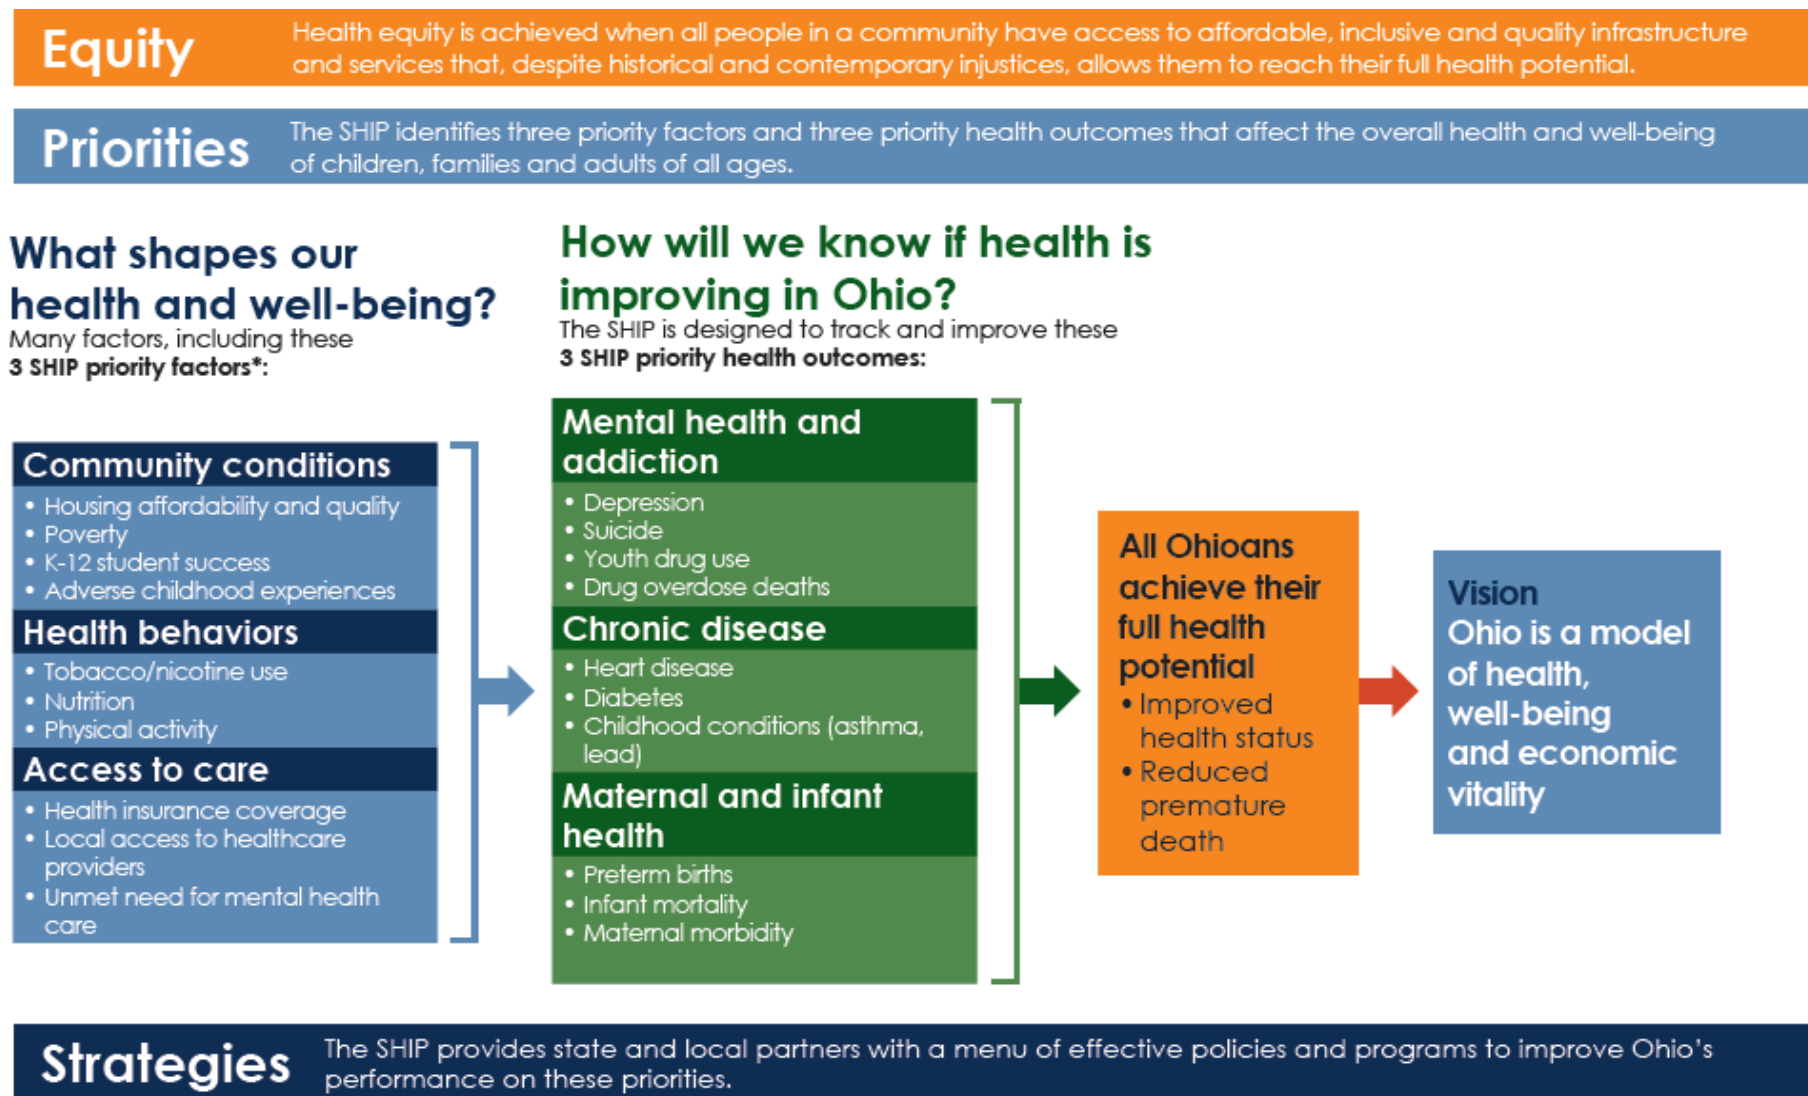 Equity
Health equity is achieved when all people in a community have access to affordable, inclusive and quality infrastructure
and services that, despite historical and contemporary injustices, allows them to reach their full health potential.
Priorities
The SHIP identifies three priority factors and three priority health outcomes that affect the overall health and well-being
of children, families and adults of all ages.
What shapes our
health and well-being?
Many factors, including these
3 SHIP priority factors*:
Community conditions
• Housing affordability and quality
• Poverty
• K-12 student success
• Adverse childhood experiences
Health behaviors
• Tobacco/nicotine use
• Nutrition
• Physical activity
Access to care
• Health insurance coverage
• Local access to healthcare
providers
• Unmet need for mental health
care
How will we know if health is
improving in Ohio?
The SHIP is designed to track and improve these
3 SHIP priority health outcomes:
Mental health and
addiction
• Depression
• Suicide
• Youth drug use
• Drug overdose deaths
Chronic disease
• Heart disease
• Diabetes
• Childhood conditions (asthma,
lead)
Maternal and infant
health
• Preterm births
• Infant mortality
• Maternal morbidity
All Ohioans
achieve their
full health
potential
• Improved
health status
• Reduced
premature
death
Vision
Ohio is a model
of health,
well-being
and economic
vitality
Strategies
The SHIP provides state and local partners with a menu of effective policies and programs to improve Ohio's
performance on these priorities.